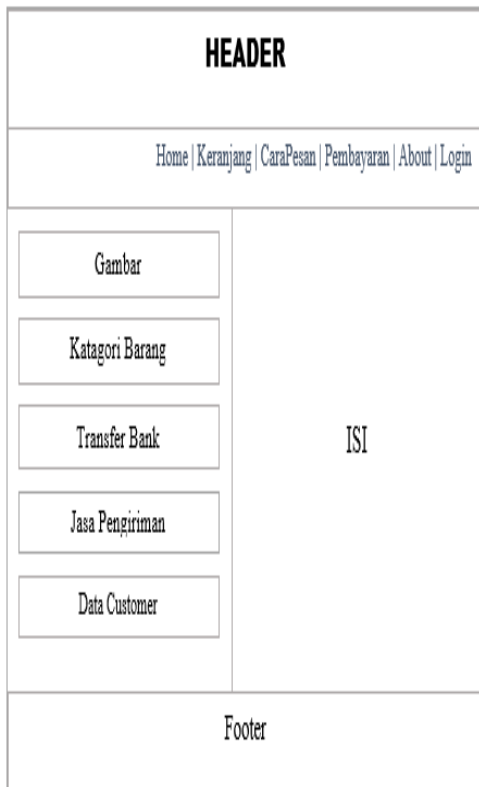 HEADER
Home | Keranjang | CaraPesan | Pembayaran | About | Login
Gambar
Katagori Barang
Transfer Bank
Jasa Pengiriman
Data Customer
ISI
Footer